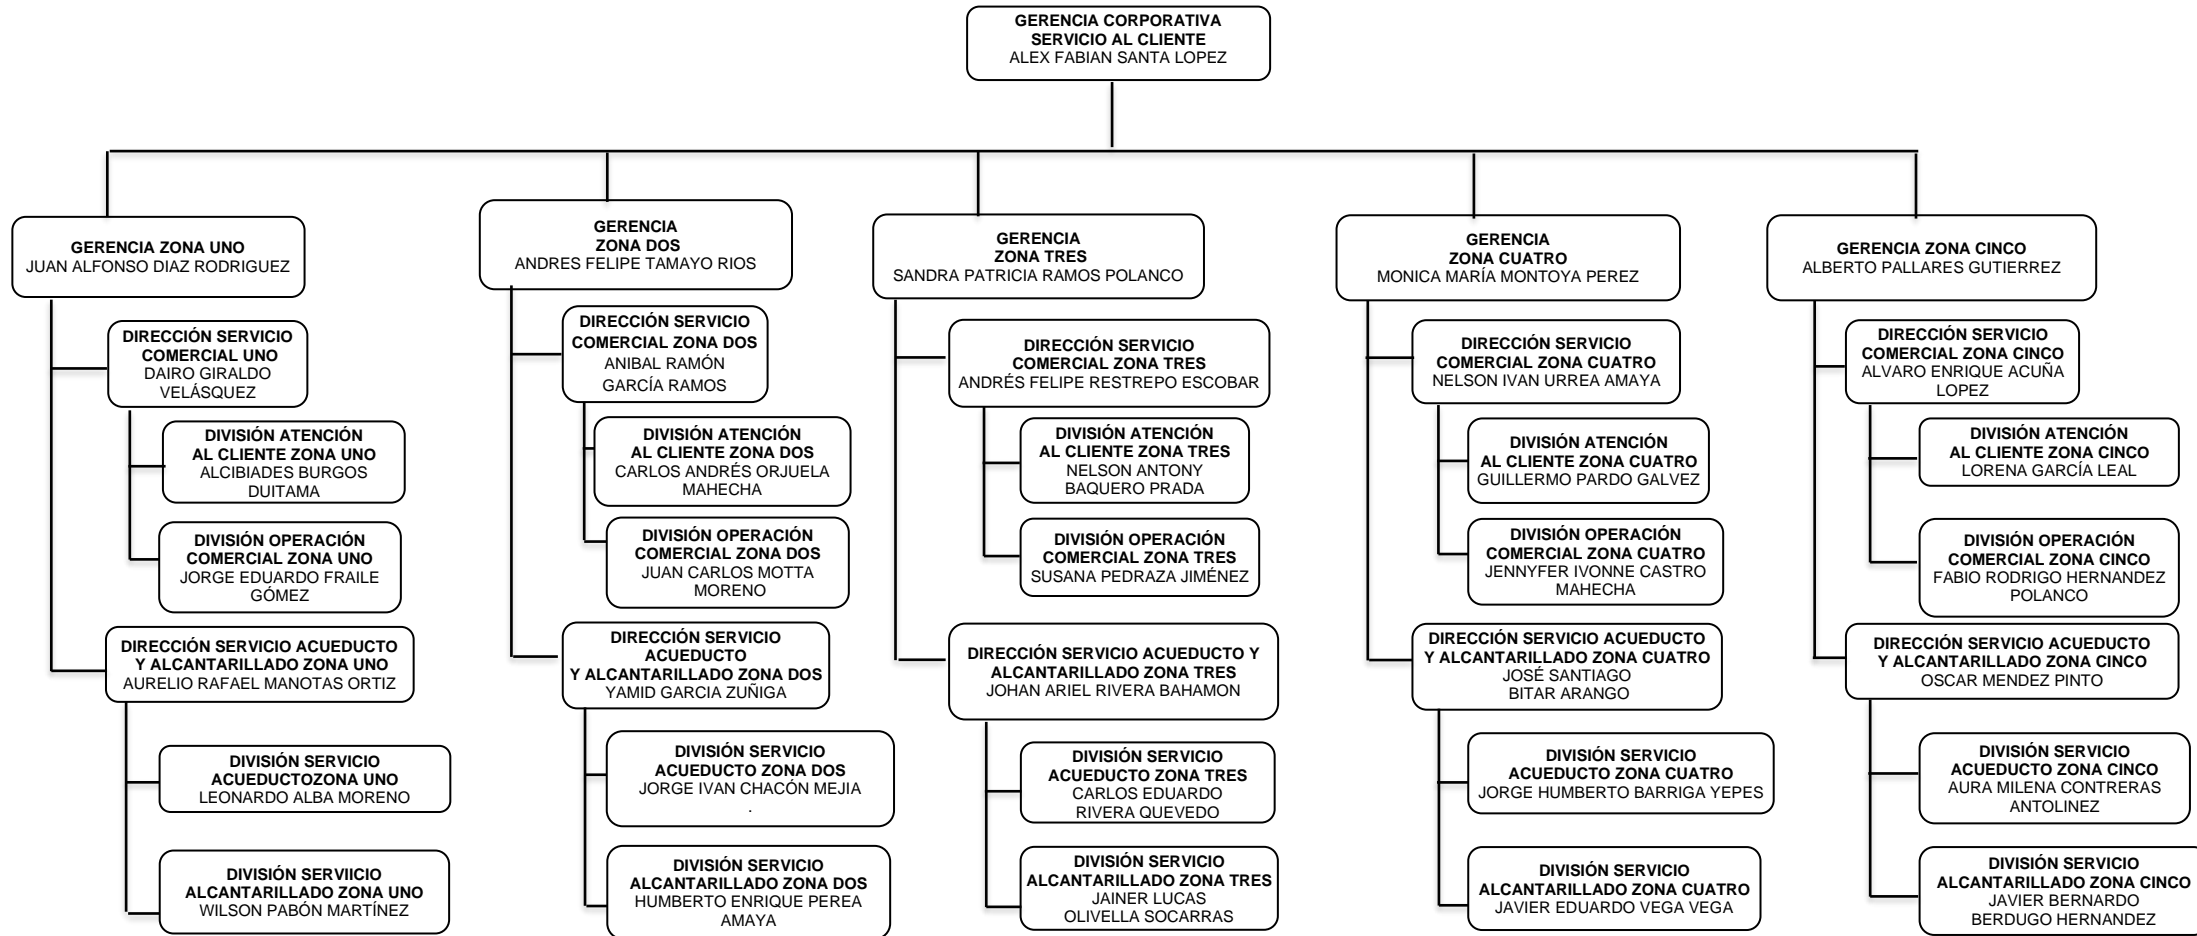 GERENCIA CORPORATIVA
SERVICIO AL CLIENTE
ALEX FABIAN SANTA LOPEZ
GERENCIA ZONA UNO
JUAN ALFONSO DIAZ RODRIGUEZ
DIRECCIÓN SERVICIO
COMERCIAL UNO
DAIRO GIRALDO
VELÁSQUEZ
DIVISIÓN ATENCIÓN
AL CLIENTE ZONA UNO
ALCIBIADES BURGOS
DUITAMA
DIVISIÓN OPERACIÓN
COMERCIAL ZONA UNO
JORGE EDUARDO FRAILE
GÓMEZ
DIRECCIÓN SERVICIO ACUEDUCTO
Y ALCANTARILLADO ZONA UNO
AURELIO RAFAEL MANOTAS ORTIZ
DIVISIÓN SERVICIO
ACUEDUCTOZONA UNO
LEONARDO ALBA MORENO
DIVISIÓN SERVIICIO
ALCANTARILLADO ZONA UNO
WILSON PABÓN MARTÍNEZ
GERENCIA
ZONA DOS
ANDRES FELIPE TAMAYO RIOS
DIRECCIÓN SERVICIO
COMERCIAL ZONA DOS
ANIBAL RAMÓN
GARCÍA RAMOS
DIVISIÓN ATENCIÓN
AL CLIENTE ZONA DOS
CARLOS ANDRÉS ORJUELA
MAHECHA
DIVISIÓN OPERACIÓN
COMERCIAL ZONA DOS
JUAN CARLOS MOTTA
MORENO
DIRECCIÓN SERVICIO
ACUEDUCTO
Y ALCANTARILLADO ZONA DOS
YAMID GARCIA ZUÑIGA
DIVISIÓN SERVICIO
ACUEDUCTO ZONA DOS
JORGE IVAN CHACÓN MEJIA
.
DIVISIÓN SERVICIO
ALCANTARILLADO ZONA DOS
HUMBERTO ENRIQUE PEREA
AMAYA
GERENCIA
ZONA TRES
SANDRA PATRICIA RAMOS POLANCO
DIRECCIÓN SERVICIO
COMERCIAL ZONA TRES
ANDRÉS FELIPE RESTREPO ESCOBAR
DIVISIÓN ATENCIÓN
AL CLIENTE ZONA TRES
NELSON ANTONY
BAQUERO PRADA
DIVISIÓN OPERACIÓN
COMERCIAL ZONA TRES
SUSANA PEDRAZA JIMÉNEZ
DIRECCIÓN SERVICIO ACUEDUCTO Y
ALCANTARILLADO ZONA TRES
JOHAN ARIEL RIVERA BAHAMON
DIVISIÓN SERVICIO
ACUEDUCTO ZONA TRES
CARLOS EDUARDO
RIVERA QUEVEDO
DIVISIÓN SERVICIO
ALCANTARILLADO ZONA TRES
JAINER LUCAS
OLIVELLA SOCARRAS
GERENCIA
ZONA CUATRO
MONICA MARÍA MONTOYA PEREZ
DIRECCIÓN SERVICIO
COMERCIAL ZONA CUATRO
NELSON IVAN URREA AMAYA
DIVISIÓN ATENCIÓN
AL CLIENTE ZONA CUATRO
GUILLERMO PARDO GALVEZ
DIVISIÓN OPERACIÓN
COMERCIAL ZONA CUATRO
JENNYFER IVONNE CASTRO
MAHECHA
DIRECCIÓN SERVICIO ACUEDUCTO
Y ALCANTARILLADO ZONA CUATRO
JOSÉ SANTIAGO
BITAR ARANGO
DIVISIÓN SERVICIO
ACUEDUCTO ZONA CUATRO
JORGE HUMBERTO BARRIGA YEPES
DIVISIÓN SERVICIO
ALCANTARILLADO ZONA CUATRO
JAVIER EDUARDO VEGA VEGA
GERENCIA ZONA CINCO
ALBERTO PALLARES GUTIERREZ
DIRECCIÓN SERVICIO
COMERCIAL ZONA CINCO
ALVARO ENRIQUE ACUÑA
LOPEZ
DIVISIÓN ATENCIÓN
AL CLIENTE ZONA CINCO
LORENA GARCÍA LEAL
DIVISIÓN OPERACIÓN
COMERCIAL ZONA CINCO
FABIO RODRIGO HERNANDEZ
POLANCO
DIRECCIÓN SERVICIO ACUEDUCTO
Y ALCANTARILLADO ZONA CINCO
OSCAR MENDEZ PINTO
DIVISIÓN SERVICIO
ACUEDUCTO ZONA CINCO
AURA MILENA CONTRERAS
ANTOLINEZ
DIVISIÓN SERVICIO
ALCANTARILLADO ZONA CINCO
JAVIER BERNARDO
BERDUGO HERNANDEZ